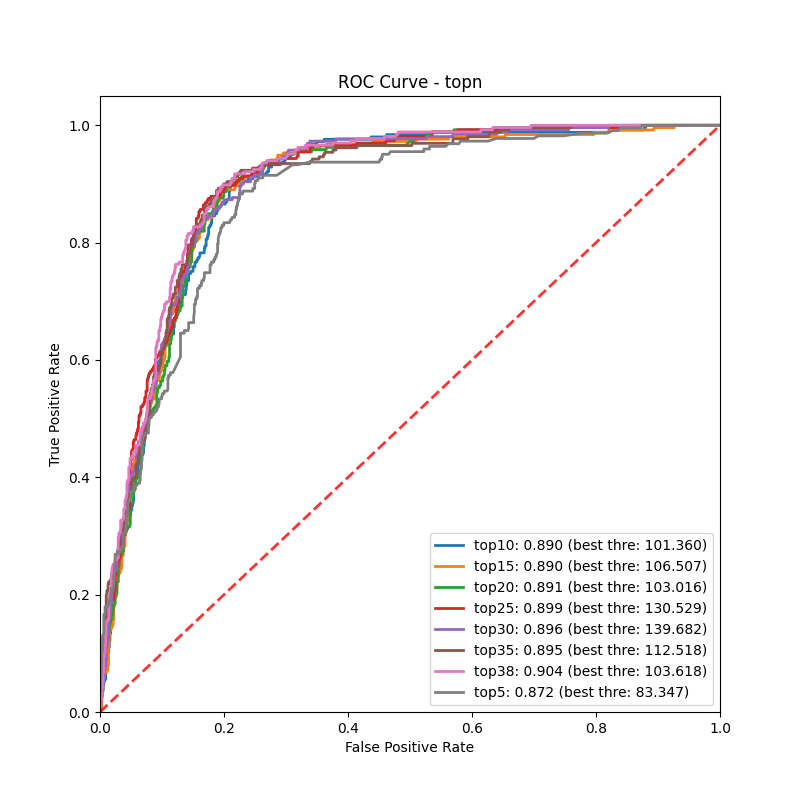 ROC Curve - topn
True Positive Rate
1.0
0.8
0.6
0.4
0.2
0.0
top10: 0.890 (best thre: 101.360)
top15: 0.890 (best thre: 106.507)
top20: 0.891 (best thre: 103.016)
top25: 0.899 (best thre: 130.529)
top30: 0.896 (best thre: 139.682)
top35: 0.895 (best thre: 112.518)
top38: 0.904 (best thre: 103.618)
top5: 0.872 (best thre: 83.347)
0.0 0.2 0.4 0.6 0.8 1.0
False Positive Rate